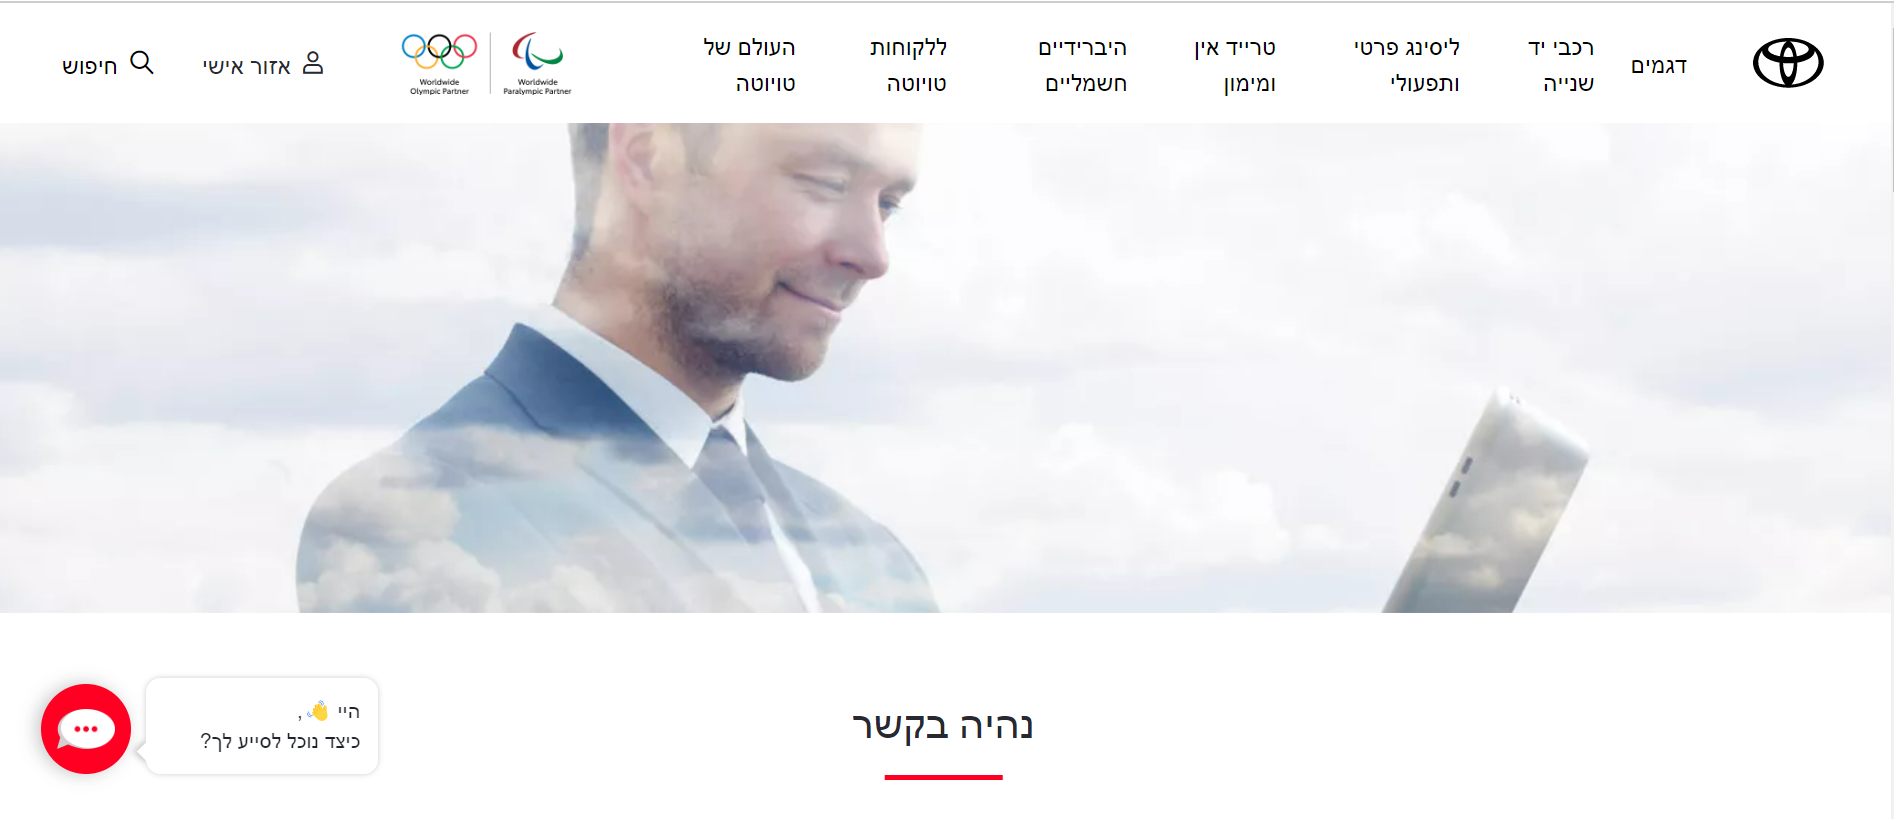 דגמים
רכבי יד
שנייה
ליסינג פרטי
ותפעולי
טרייד אין
ומימון
היברידיים
חשמליים
ללקוחות
טויוטה
העולם של
טויוטה
Worldwide
Olympic Partner
Worldwide
Paralympic Partner
אזור אישי
חיפוש
נהיה בקשר
היי 👋,
כיצד נוכל לסייע לך?